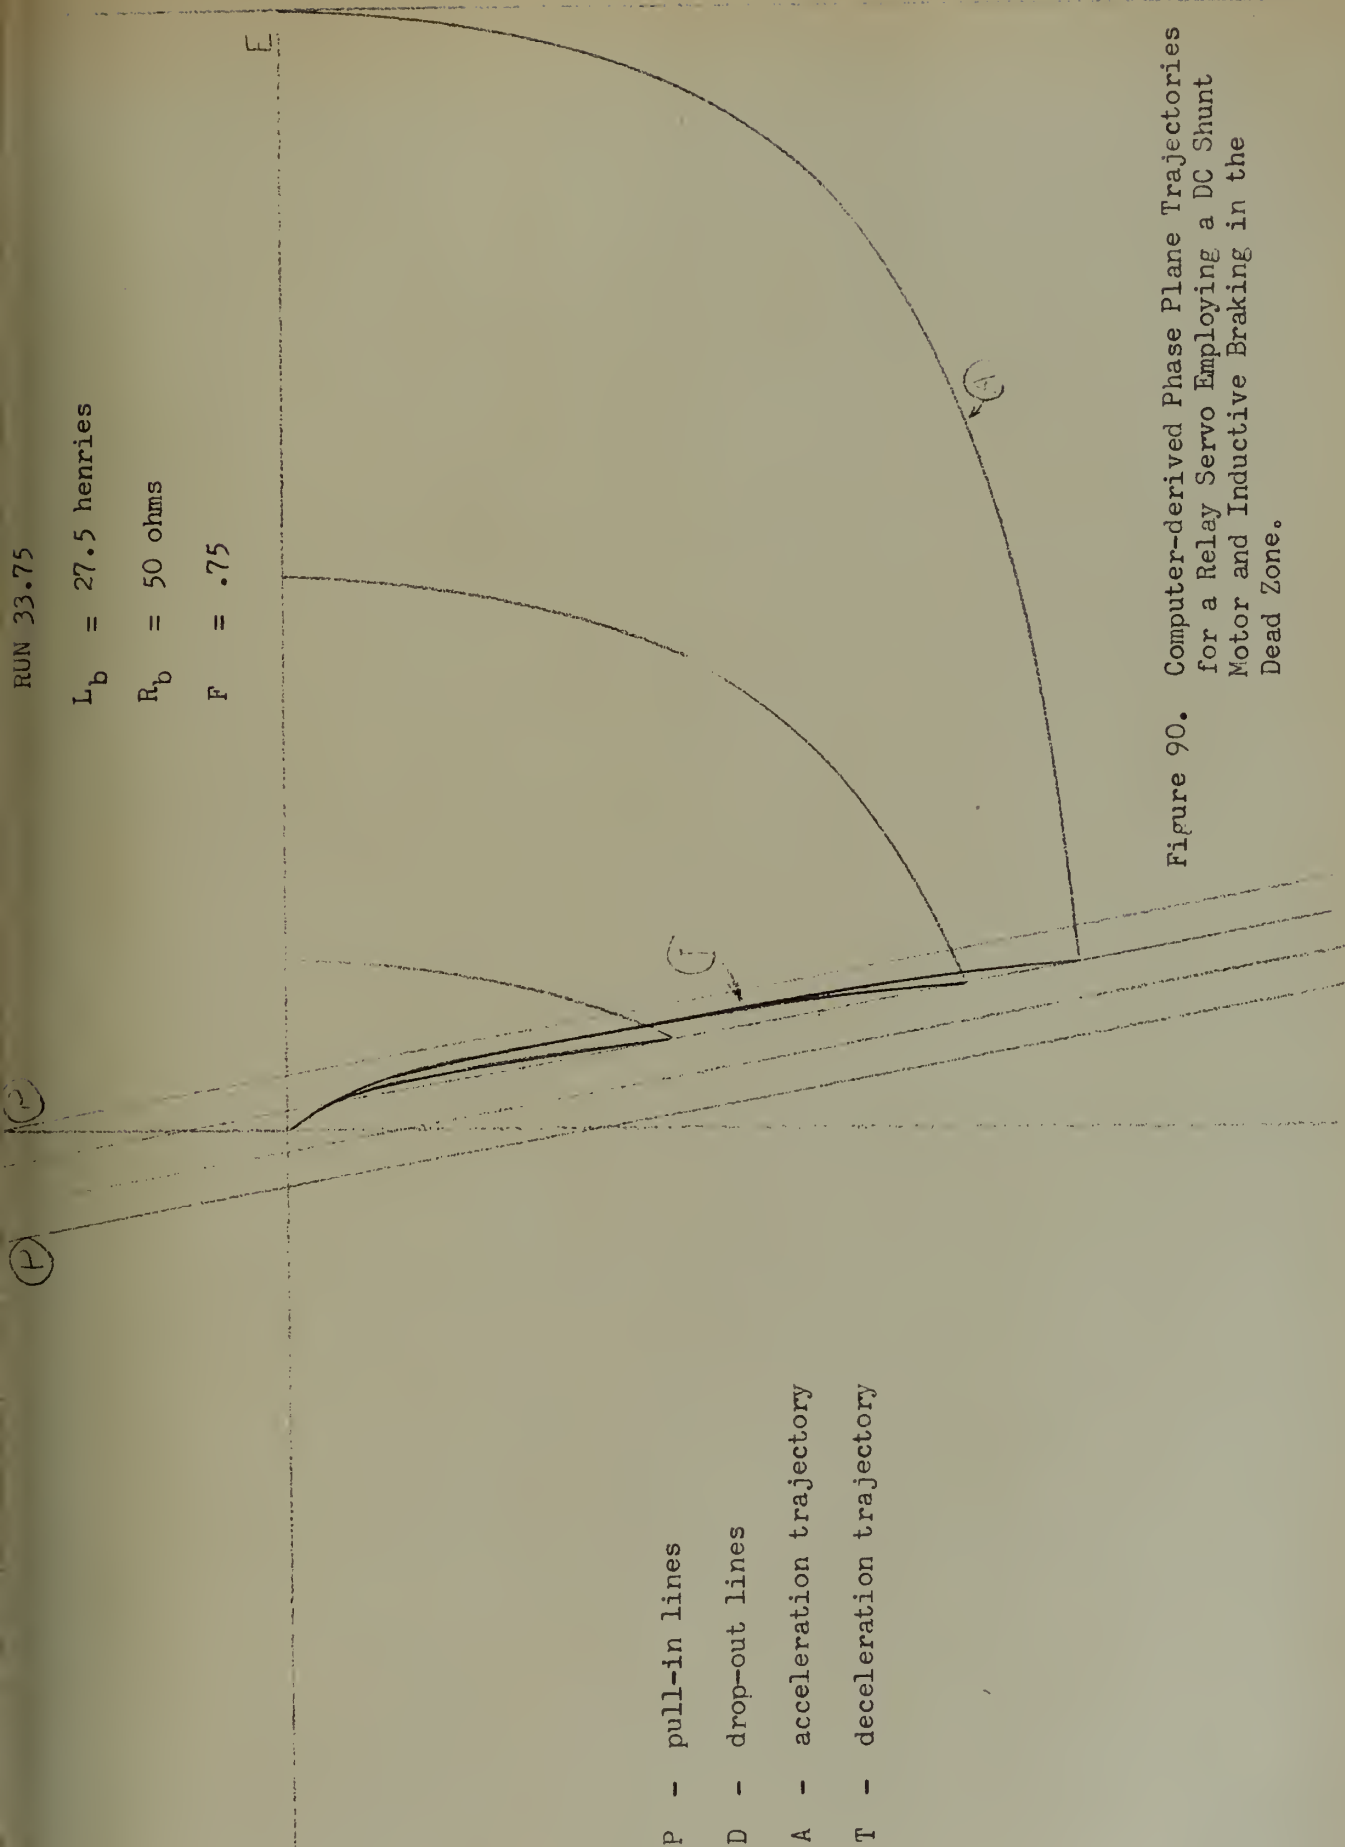 RUN 33.75
L_b = 27.5 henries
R_b = 50 ohms
F = .75
E
P
P
A
T
P - pull-in lines
D - drop-out lines
A - acceleration trajectory
T - deceleration trajectory
Figure 90. Computer-derived Phase Plane Trajectories
for a Relay Servo Employing a DC Shunt
Motor and Inductive Braking in the
Dead Zone.